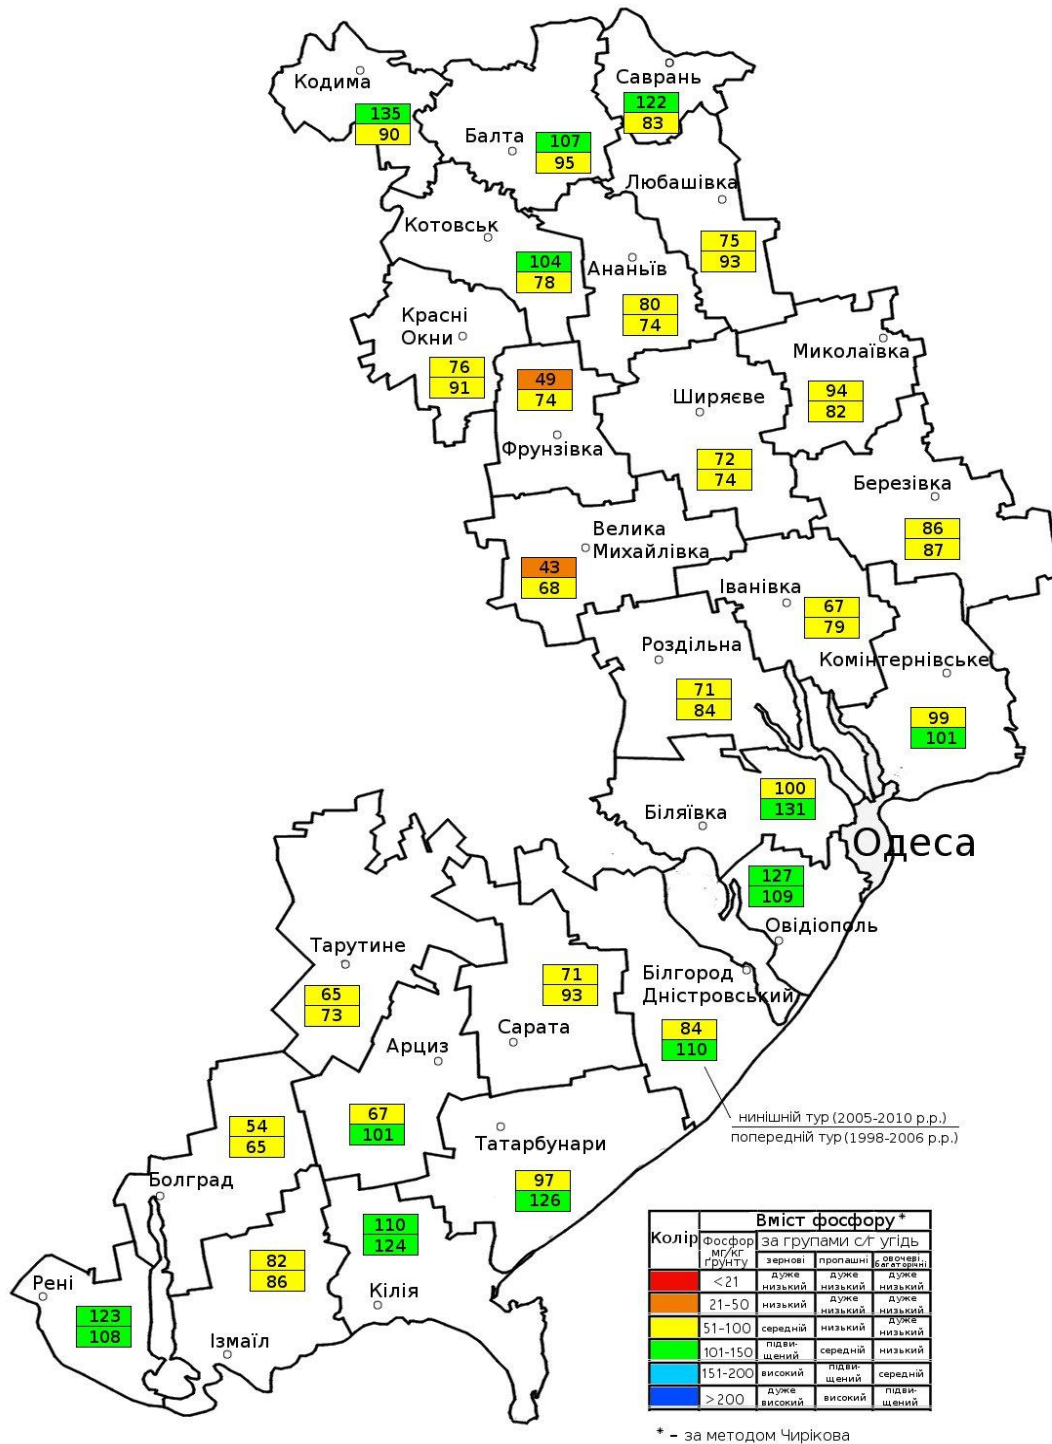 Кодима
135
90
Саврань
122
83
Балта
107
95
Любашівка
75
93
Котовськ
104
78
Ананьїв
80
74
Красні
Окни
76
91
49
74
Фрунзівка
Миколаївка
94
82
Ширяєве
72
74
Березівка
86
87
Велика
Михайлівка
43
68
Іванівка
67
79
Роздільна
71
84
Комінтернівське
99
101
Біляївка
100
131
Одеса
127
109
Овідіополь
Тарутине
65
73
71
93
Сарата
Білгород
Дністровський
84
110
Арциз
67
101
нинішній тур (2005-2010 р.р.)
попередній тур (1998-2006 р.р.)
54
65
Болград
Татарбунари
97
126
110
124
Кілія
82
86
Ізмаїл
Рені
123
108
Колір
Вміст фосфору*
Фосфор
мг/кг
ґрунту
за групами с/г угідь
зернові
пропашні
овочеві.
багаторічні
<21
дуже
низький
дуже
низький
дуже
низький
21-50
низький
дуже
низький
дуже
низький
51-100
середній
низький
дуже
низький
101-150
підви-
щений
середній
низький
151-200
високий
підви-
щений
середній
>200
дуже
високий
високий
підви-
щений
* - за методом Чирікова